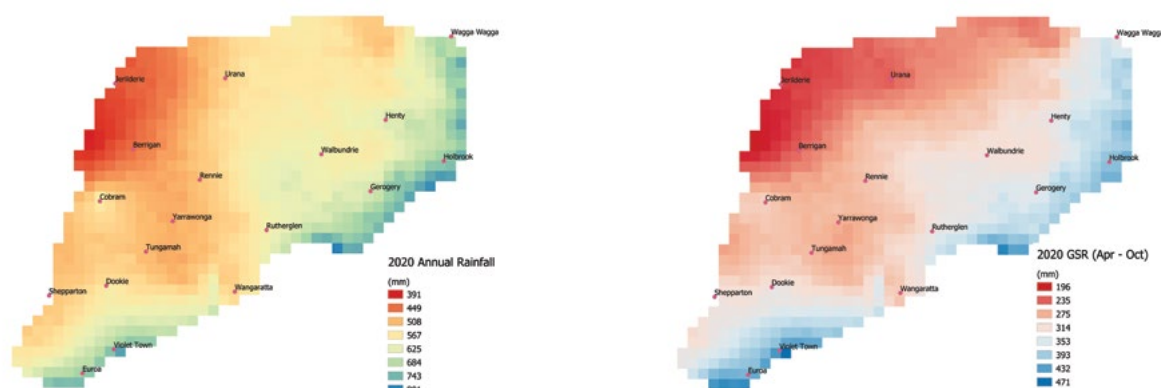 Wagga Wagga
Urana
Jerilderie
Henty
Berrigan
Walbundrie
Holbrook
Rennie
Gerogery
Cobram
Yarrawonga
Rutherglen
Tungamah
2020 Annual Rainfall
(mm)
Dookie
Wangaratta
Shepparton
391
449
508
567
625
684
743
Violet Town
Euroa
Wagga Wagga
Urana
Jerilderie
Henty
Berrigan
Walbundrie
Holbrook
Rennie
Gerogery
Cobram
Yarrawonga
Rutherglen
Tungamah
2020 GSR (Apr - Oct)
(mm)
Dookie
Wangaratta
Shepparton
196
235
275
314
353
393
432
471
Violet Town
Euroa